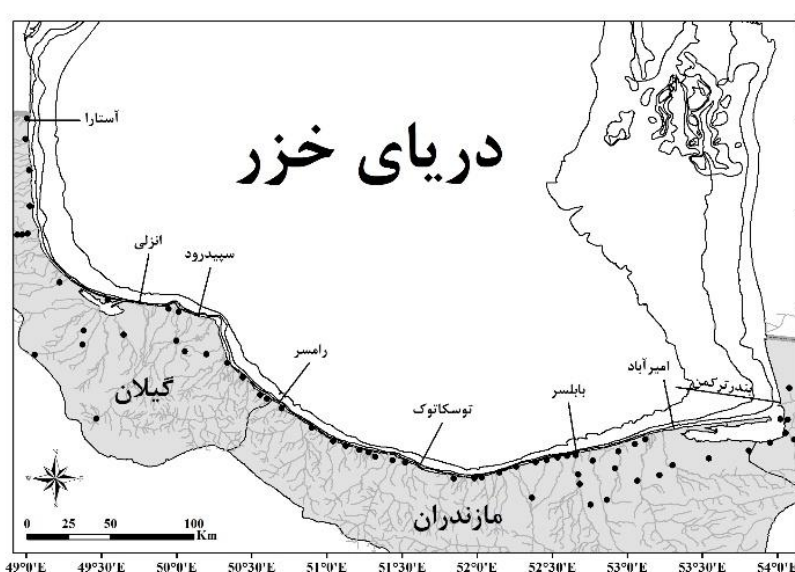 آستارا
دریای خزر
انزلی
سپیدرود
رامسر
گیلان
توسکاتوک
بابلسر
امیرآباد
بندرترکمن
مازندران
0 25 50 100
Km
49°0'E 49°30'E 50°0'E 50°30'E 51°0'E 51°30'E 52°0'E 52°30'E 53°0'E 53°30'E 54°0'E